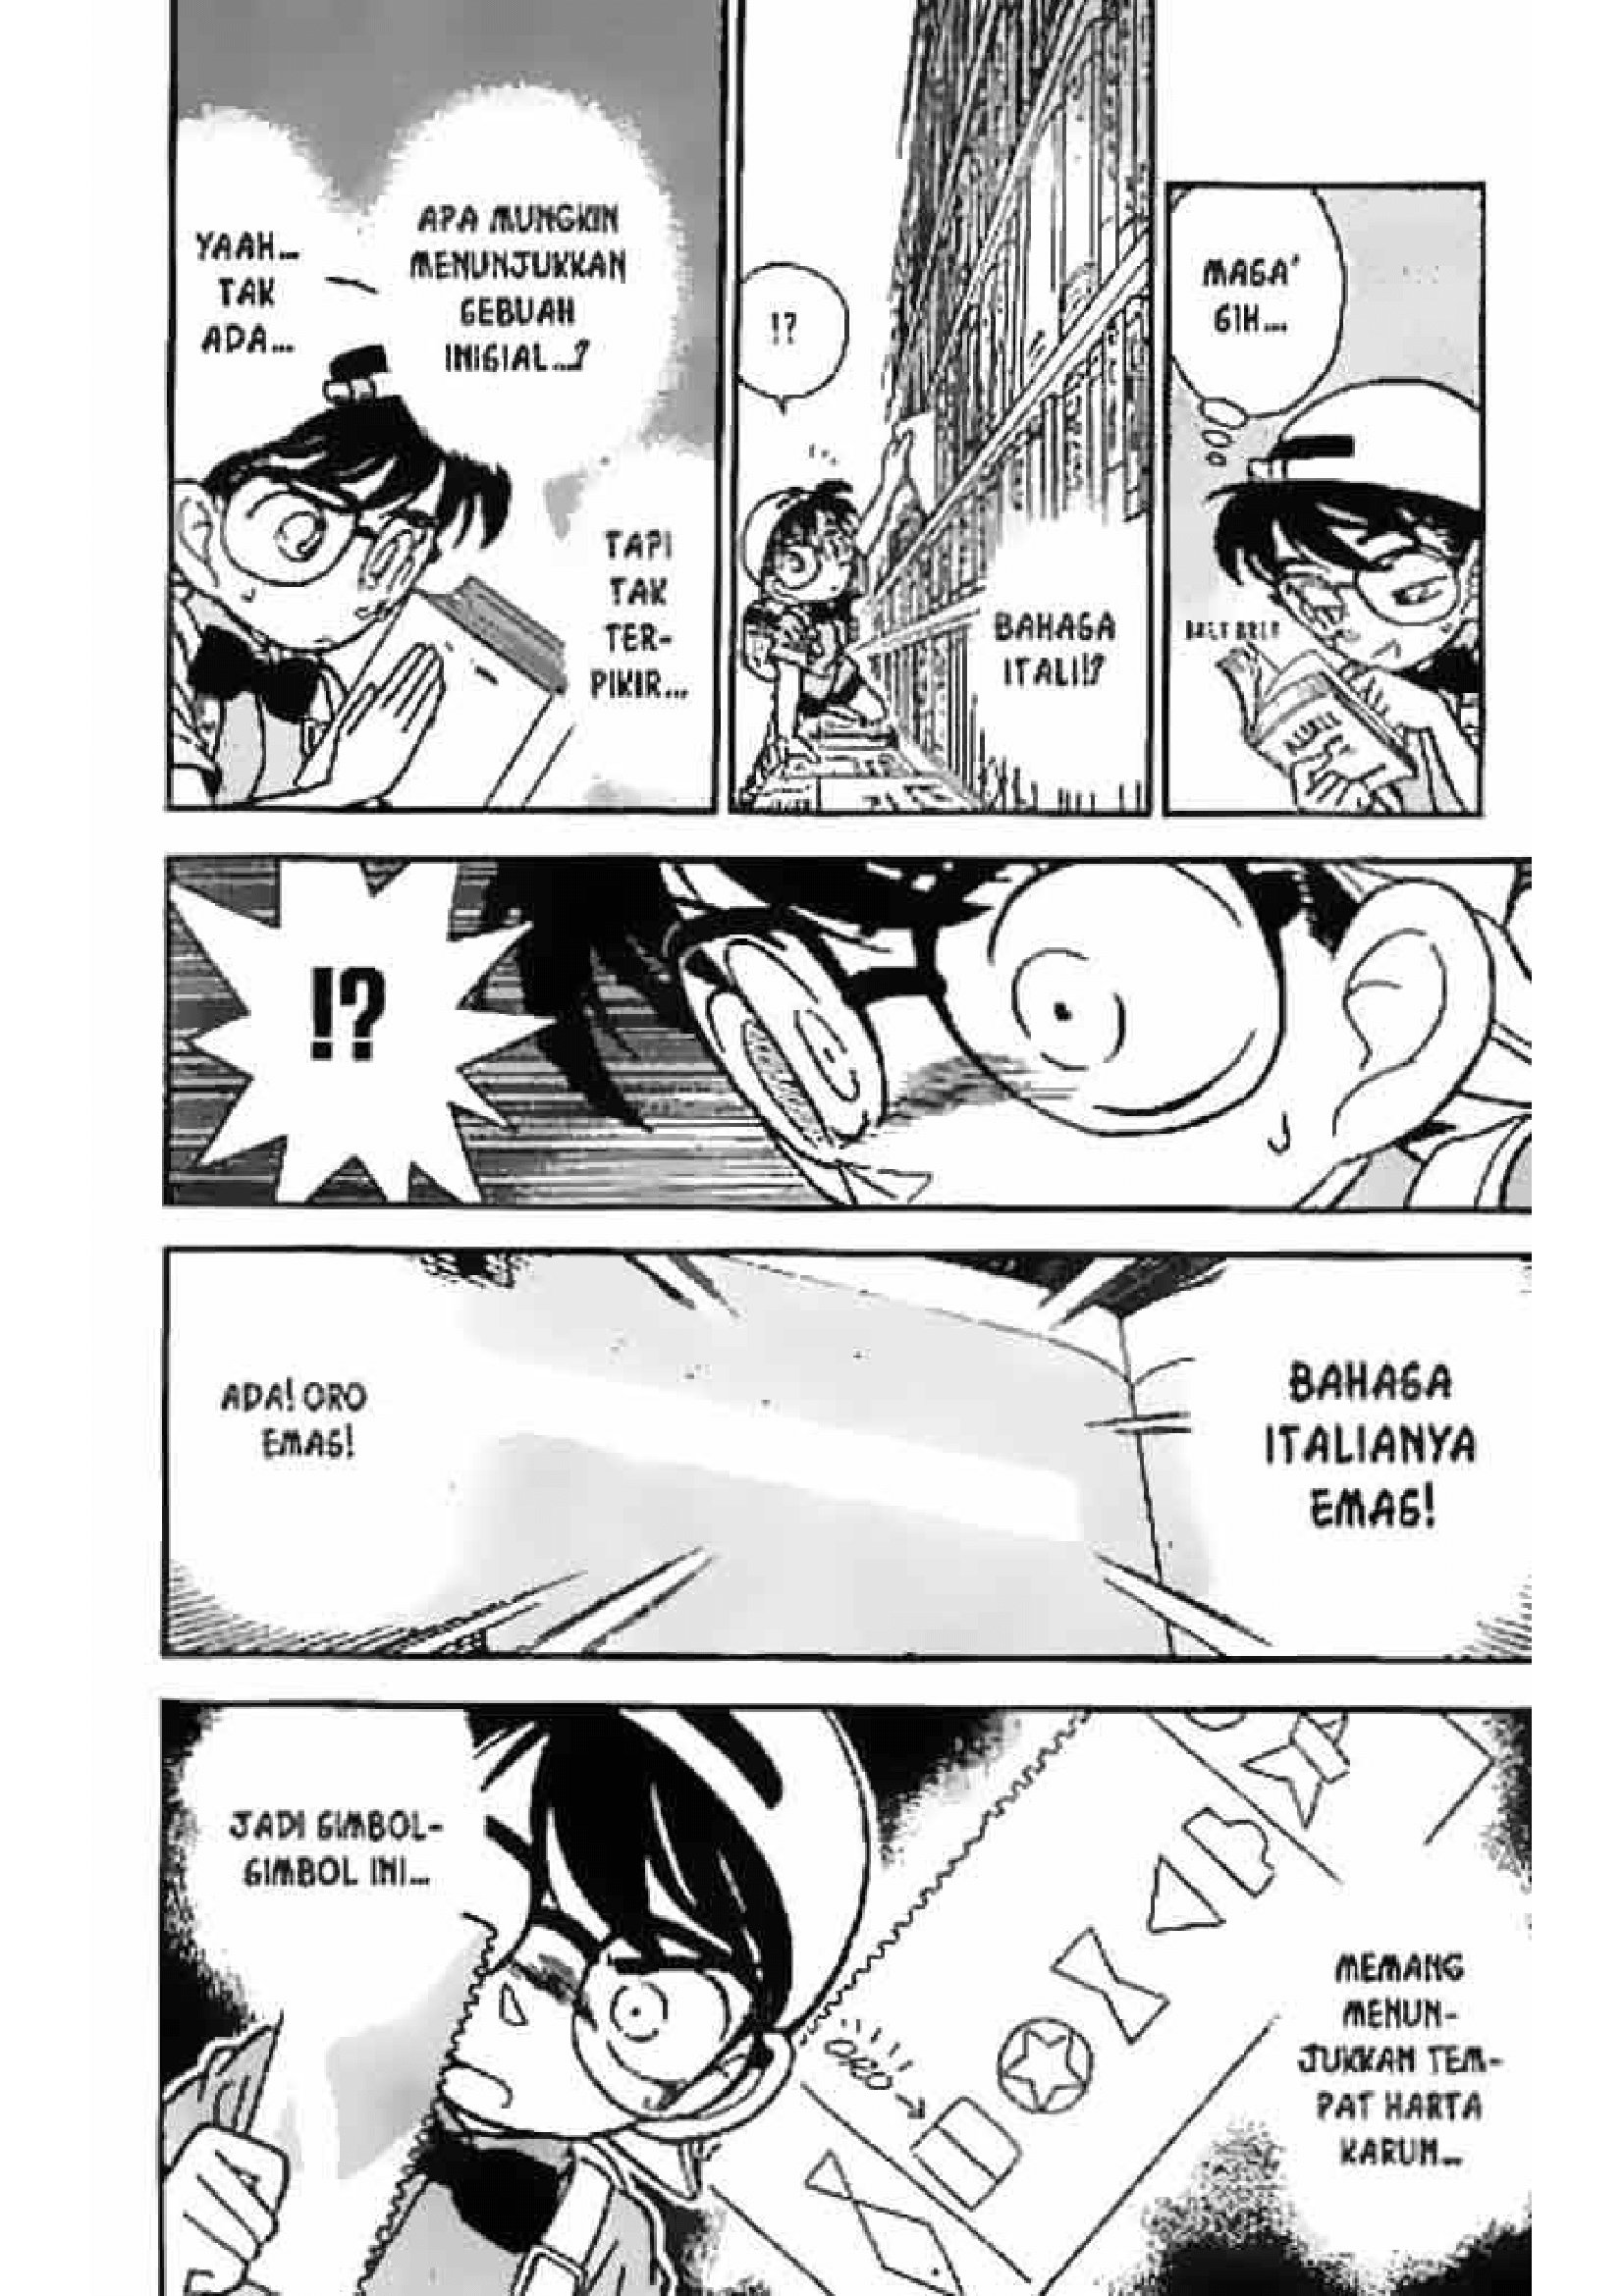 MASA'
SIH...
BAHASA
ITALI!?
!?
APA MUNGKIN
MENUNJUKKAN
SEBUAH
INISIAL...?
TAPI
TAK
TER-
PIKIR...
YAAH...
TAK
ADA...
!?
BAHASA
ITALIANYA
EMAS!
ADA! ORO
EMAS!
MEMANG
MENUN-
JUKKAN TEM-
PAT HARTA
KARUN...
ORO
JADI SIMBOL-
SIMBOL INI...